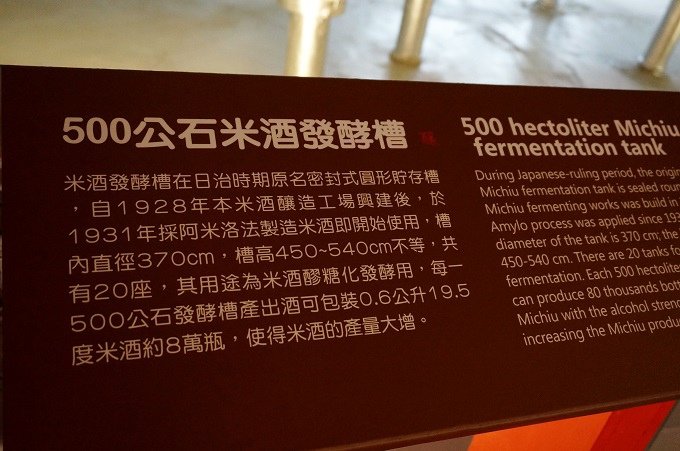 500公石米酒發酵槽
米酒發酵槽在日治時期原名密封式圓形貯存槽
，自1928年本米酒釀造工場興建後，於
1931年採阿米洛法製造米酒即開始使用，槽
內直徑370cm，槽高450~540cm不等，共
有20座，其用途為米酒醪糖化發酵用，每一
500公石發酵槽產出酒可包裝0.6公升19.5
度米酒約8萬瓶，使得米酒的產量大增。
500 hectoliter Michiu
fermentation tank
During Japanese-ruling period, the origin
Michiu fermentation tank is sealed roun
Michiu fermenting works was build in
Amylo process was applied since 193
diameter of the tank is 370 cm; the
450-540 cm. There are 20 tanks fo
fermentation. Each 500 hectolite
can produce 80 thousands bott
Michiu with the alcohol stren
increasing the Michiu produ